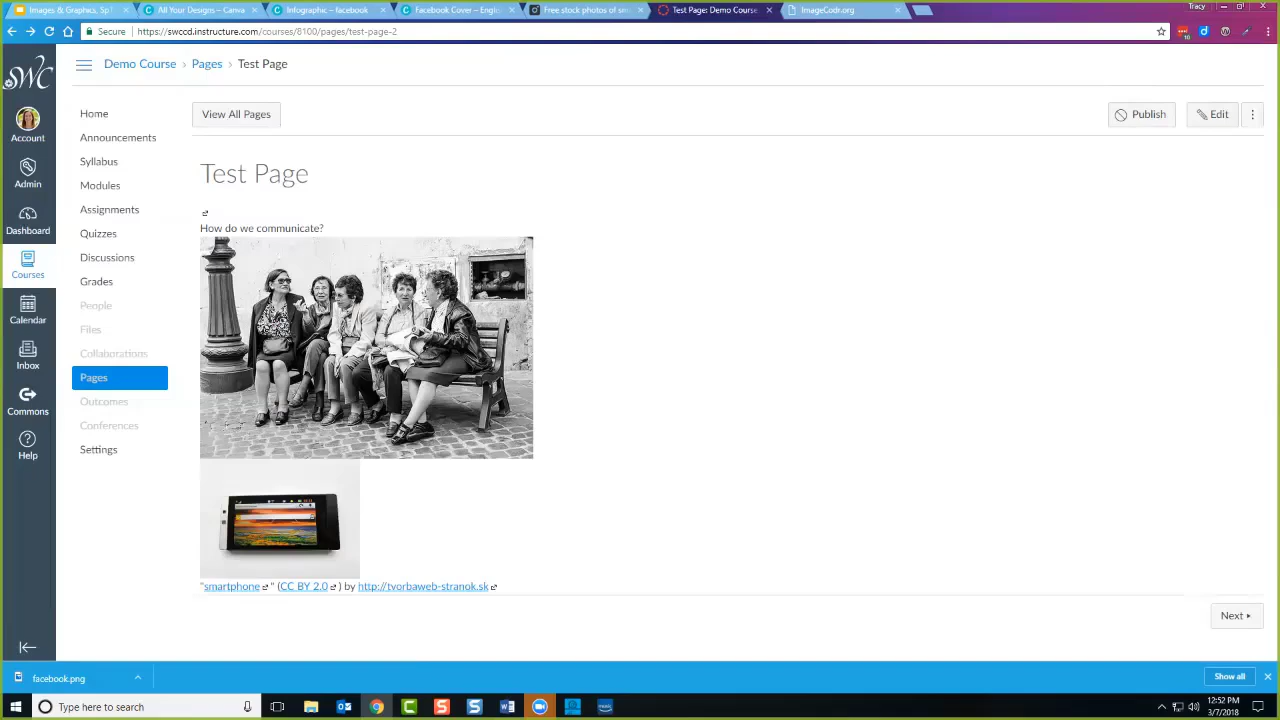 Images & Graphics, Sp
All Your Designs – Canva
Infographic – facebook
Facebook Cover – Englis
Free stock photos of sm
Test Page: Demo Course
ImageCodr.org
Tracy
Secure
https://swccd.instructure.com/courses/8100/pages/test-page-2
SWC
Demo Course › Pages › Test Page
Account
Admin
Dashboard
Courses
Calendar
Inbox
Commons
Help
Home
Announcements
Syllabus
Modules
Assignments
Quizzes
Discussions
Grades
People
Files
Collaborations
Pages
Outcomes
Conferences
Settings
View All Pages
Publish
Edit
Test Page
How do we communicate?
"smartphone" (CC BY 2.0) by http://tvorbaweb-stranok.sk
Next
facebook.png
Show all
Type here to search
12:52 PM
3/7/2018